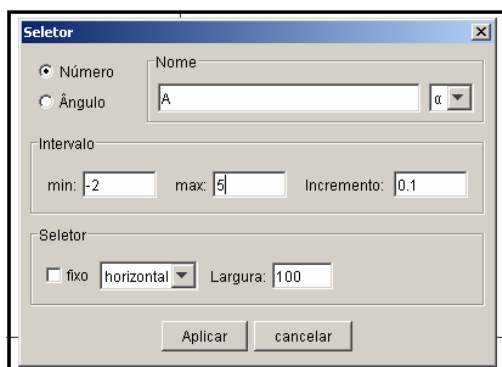 Seletor
Número
Ângulo
Nome
A
α
Intervalo
min: -2 max: 5 Incremento: 0.1
Seletor
fixo horizontal Largura: 100
Aplicar cancelar